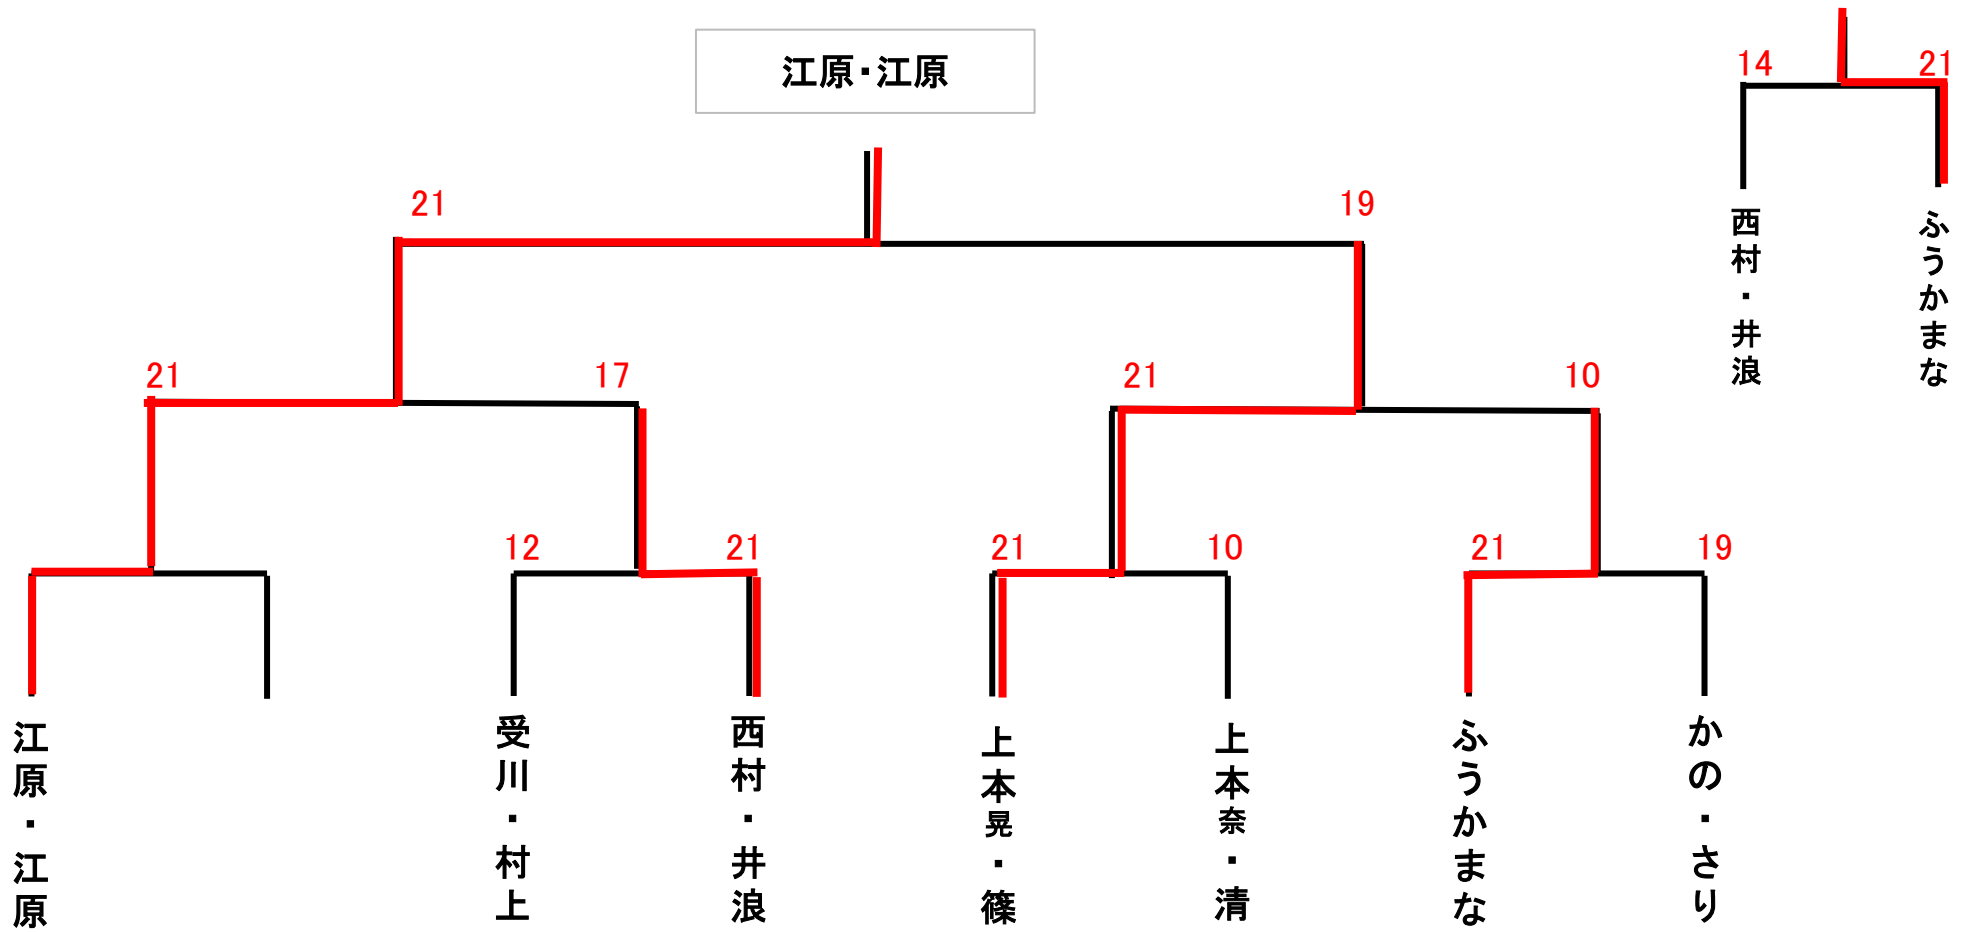 江原・江原
14
21
西村・井浪
ふうかまな
21
19
21
17
21
10
12
21
21
10
21
19
江原・江原
受川・村上
西村・井浪
上本晃・篠
上本奈・清
ふうかまな
かの・さり